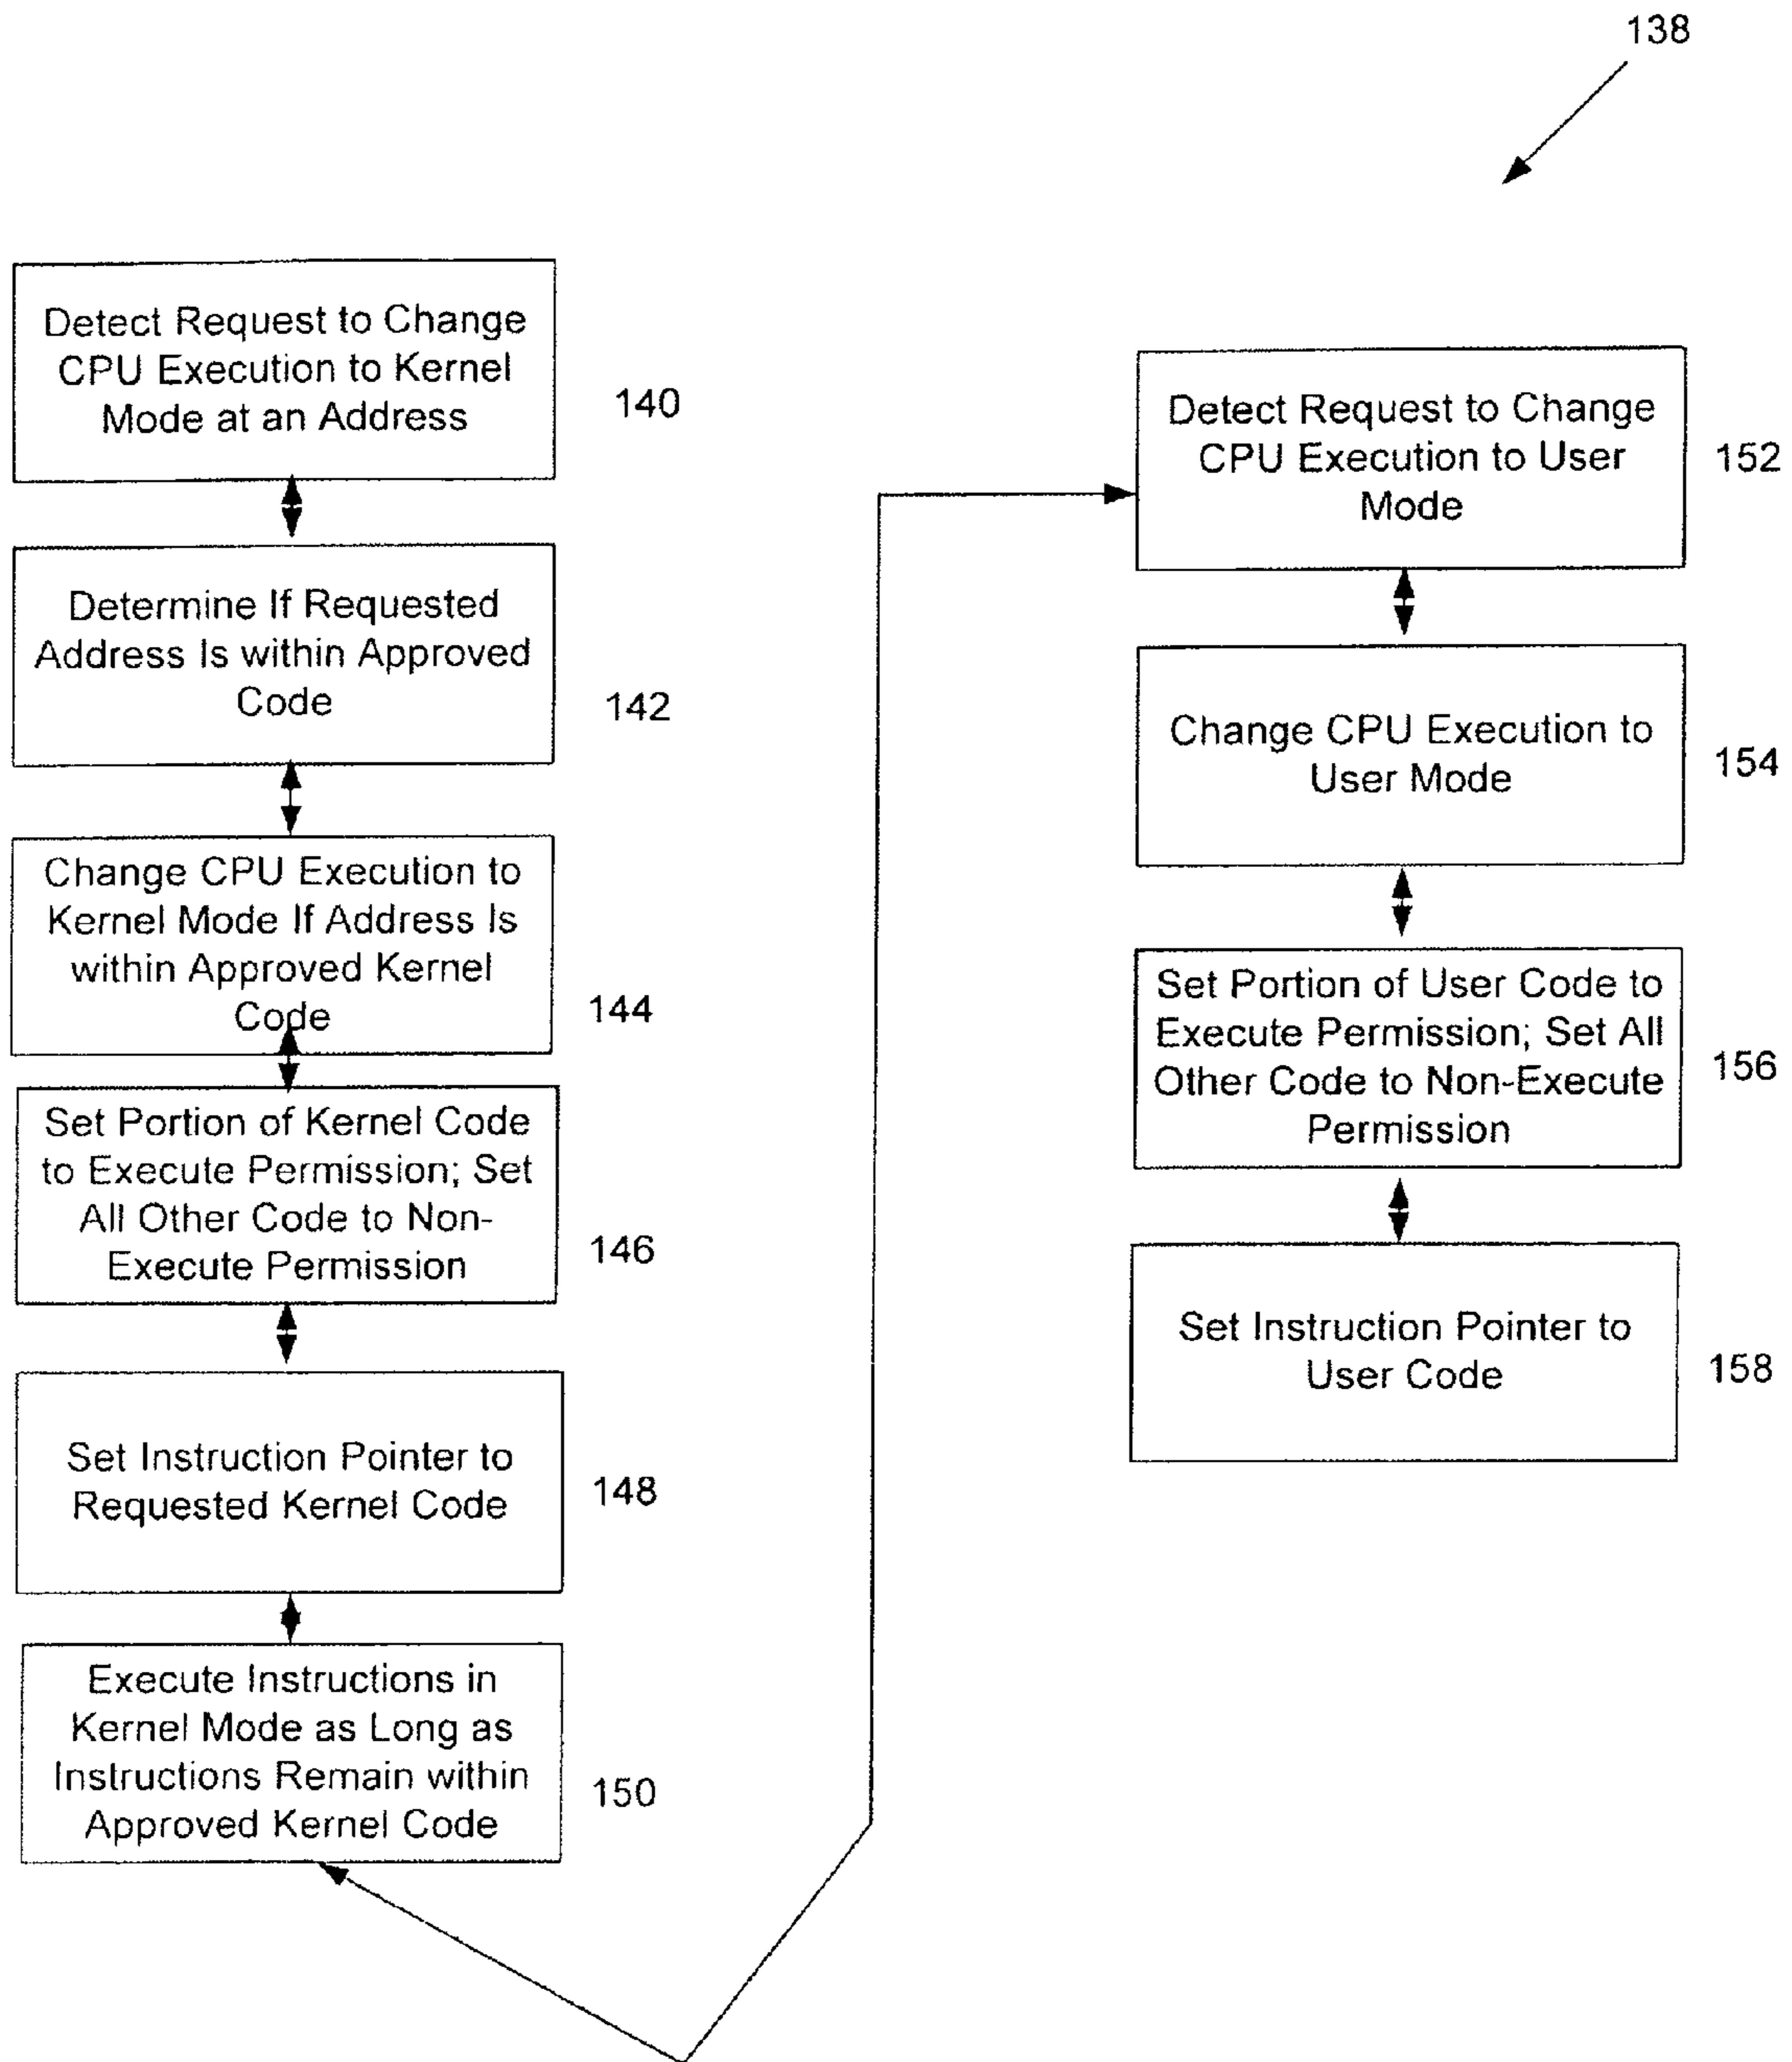 138
Detect Request to Change
CPU Execution to Kernel
Mode at an Address
140
Determine If Requested
Address Is within Approved
Code
142
Change CPU Execution to
Kernel Mode If Address Is
within Approved Kernel
Code
144
Set Portion of Kernel Code
to Execute Permission; Set
All Other Code to Non-
Execute Permission
146
Set Instruction Pointer to
Requested Kernel Code
148
Execute Instructions in
Kernel Mode as Long as
Instructions Remain within
Approved Kernel Code
150
Detect Request to Change
CPU Execution to User
Mode
152
Change CPU Execution to
User Mode
154
Set Portion of User Code to
Execute Permission; Set All
Other Code to Non-Execute
Permission
156
Set Instruction Pointer to
User Code
158